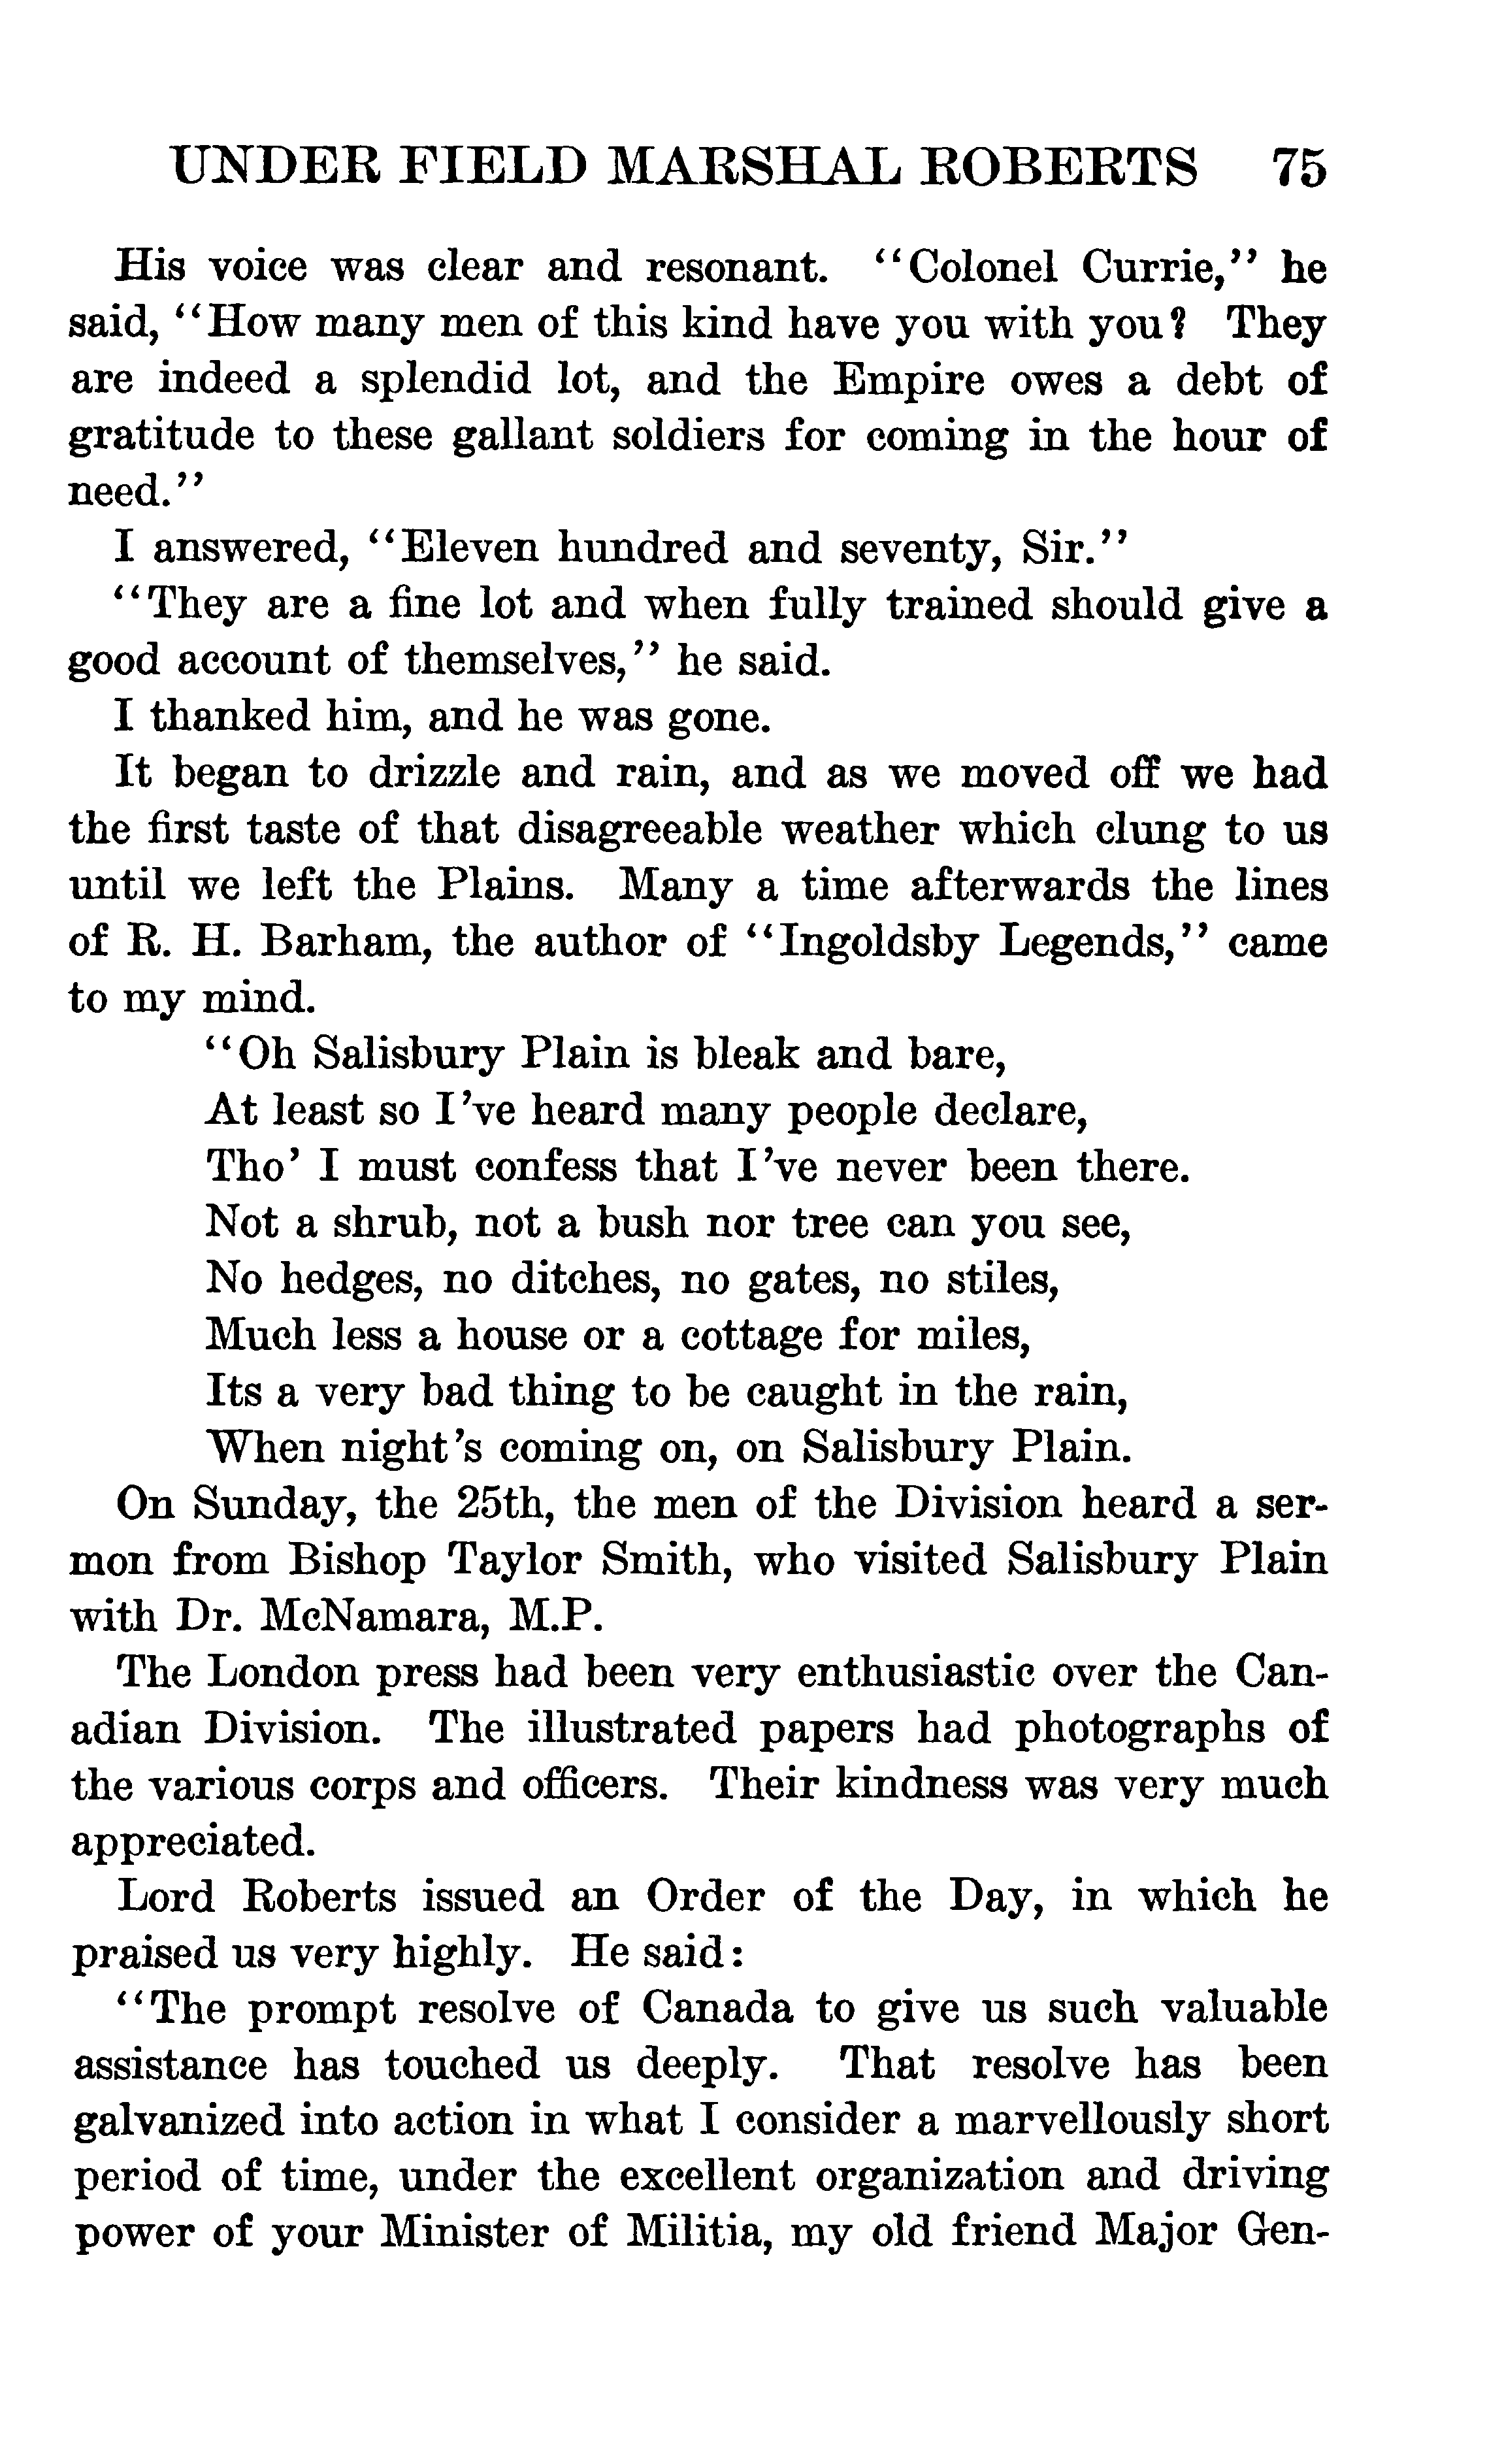 UNDER FIELD MARSHAL ROBERTS 75
His voice was clear and resonant. "Colonel Currie," he
said, "How many men of this kind have you with you? They
are indeed a splendid lot, and the Empire owes a debt of
gratitude to these gallant soldiers for coming in the hour of
need."
I answered, "Eleven hundred and seventy, Sir."
"They are a fine lot and when fully trained should give a
good account of themselves," he said.
I thanked him, and he was gone.
It began to drizzle and rain, and as we moved off we had
the first taste of that disagreeable weather which clung to us
until we left the Plains. Many a time afterwards the lines
of R. H. Barham, the author of "Ingoldsby Legends," came
to my mind.
"Oh Salisbury Plain is bleak and bare,
At least so I've heard many people declare,
Tho' I must confess that I've never been there.
Not a shrub, not a bush nor tree can you see,
No hedges, no ditches, no gates, no stiles,
Much less a house or a cottage for miles,
Its a very bad thing to be caught in the rain,
When night's coming on, on Salisbury Plain.
On Sunday, the 25th, the men of the Division heard a ser-
mon from Bishop Taylor Smith, who visited Salisbury Plain
with Dr. McNamara, M.P.
The London press had been very enthusiastic over the Can-
adian Division. The illustrated papers had photographs of
the various corps and officers. Their kindness was very much
appreciated.
Lord Roberts issued an Order of the Day, in which he
praised us very highly. He said:
"The prompt resolve of Canada to give us such valuable
assistance has touched us deeply. That resolve has been
galvanized into action in what I consider a marvellously short
period of time, under the excellent organization and driving
power of your Minister of Militia, my old friend Major Gen-